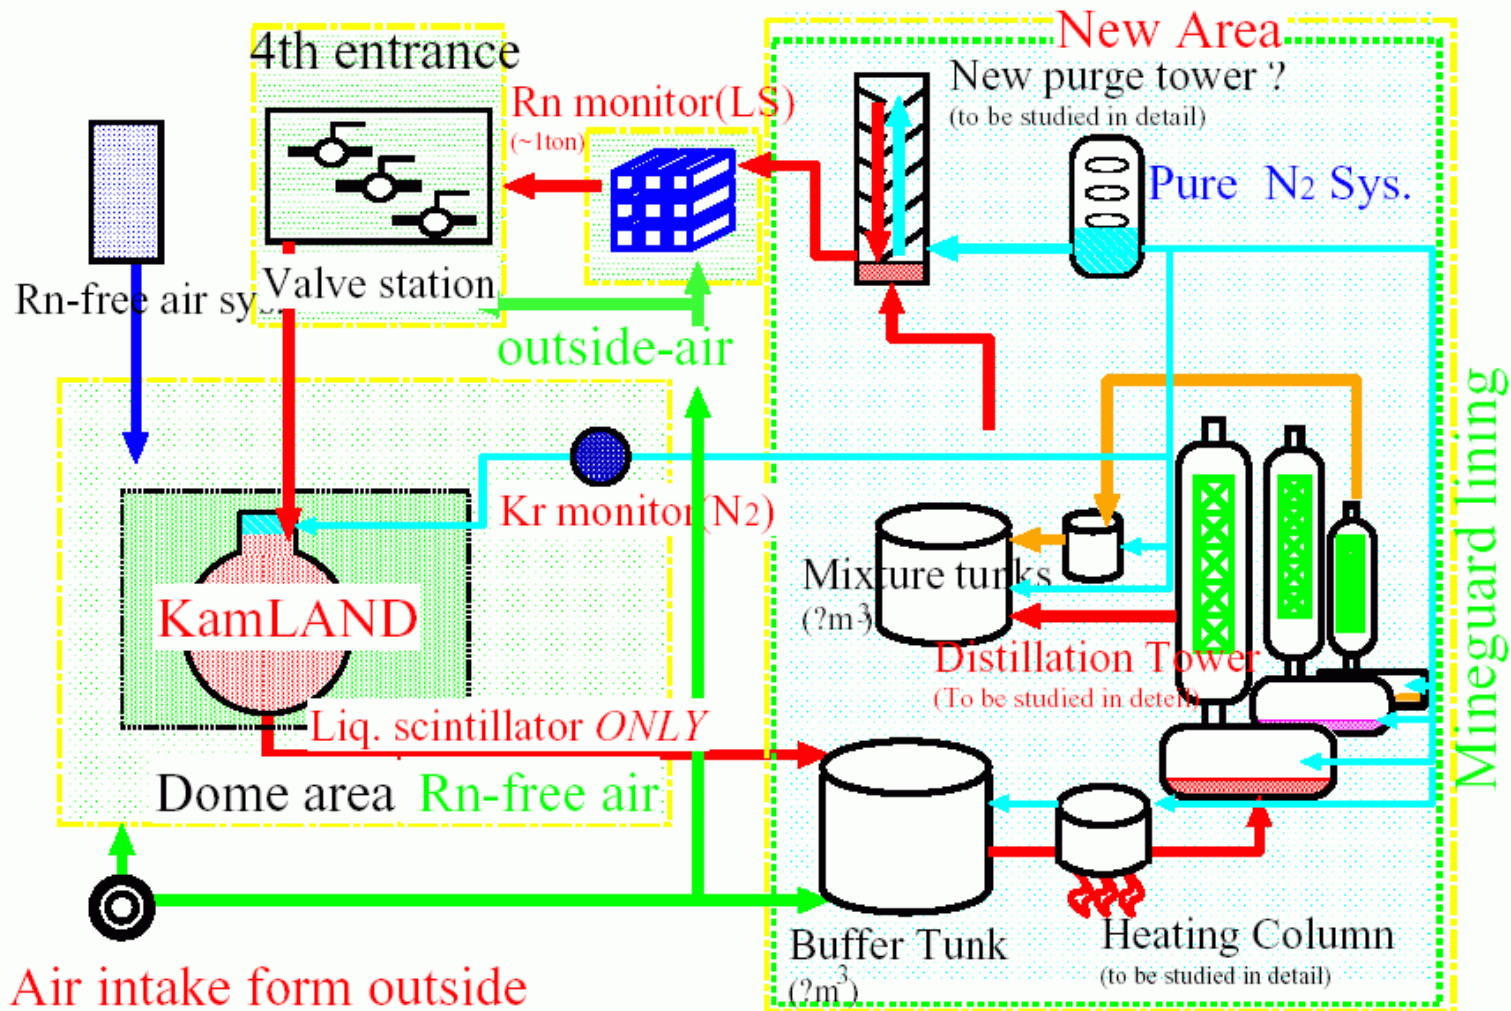 New Area
4th entrance
New purge tower ?
(to be studied in detail)
Rn monitor(LS)
(~1ton)
Pure N2 Sys.
Rn-free air sys.
Valve station
outside-air
Mineguard lining
Kr monitor(N2)
Mixture tunks
(?m3)
KamLAND
Distillation Tower
(To be studied in deteil)
Liq. scintillator ONLY
Dome area Rn-free air
Buffer Tunk
(?m3)
Heating Column
(to be studied in detail)
Air intake form outside